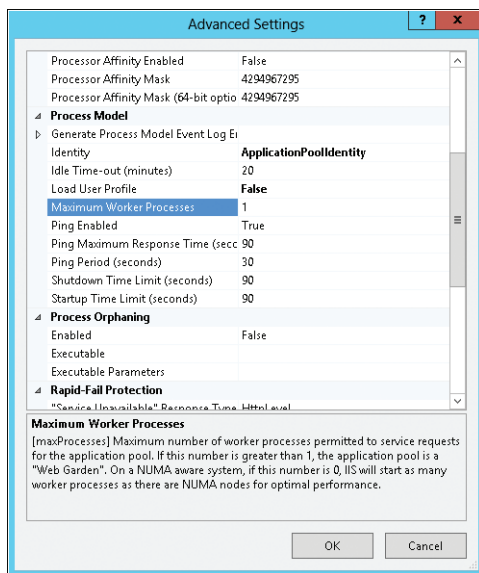 Advanced Settings
? x
Processor Affinity Enabled False
Processor Affinity Mask 4294967295
Processor Affinity Mask (64-bit optio 4294967295
Process Model
Generate Process Model Event Log E
Identity ApplicationPoolIdentity
Idle Time-out (minutes) 20
Load User Profile False
Maximum Worker Processes 1
Ping Enabled True
Ping Maximum Response Time (secc 90
Ping Period (seconds) 30
Shutdown Time Limit (seconds) 90
Startup Time Limit (seconds) 90
Process Orphaning
Enabled False
Executable
Executable Parameters
Rapid-Fail Protection
"Service Unavailable" Response Type HttpLevel
Maximum Worker Processes
[maxProcesses] Maximum number of worker processes permitted to service requests
for the application pool. If this number is greater than 1, the application pool is a
"Web Garden". On a NUMA aware system, if this number is 0, IIS will start as many
worker processes as there are NUMA nodes for optimal performance.
OK Cancel